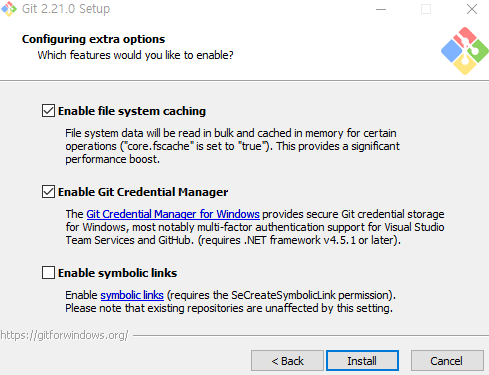 Git 2.21.0 Setup
Configuring extra options
Which features would you like to enable?
Enable file system caching
File system data will be read in bulk and cached in memory for certain
operations ("core.fscache" is set to "true"). This provides a significant
performance boost.
Enable Git Credential Manager
The Git Credential Manager for Windows provides secure Git credential storage
for Windows, most notably multi-factor authentication support for Visual Studio
Team Services and GitHub. (requires .NET framework v4.5.1 or later).
Enable symbolic links
Enable symbolic links (requires the SeCreateSymbolicLink permission).
Please note that existing repositories are unaffected by this setting.
https://gitforwindows.org/
< Back
Install
Cancel